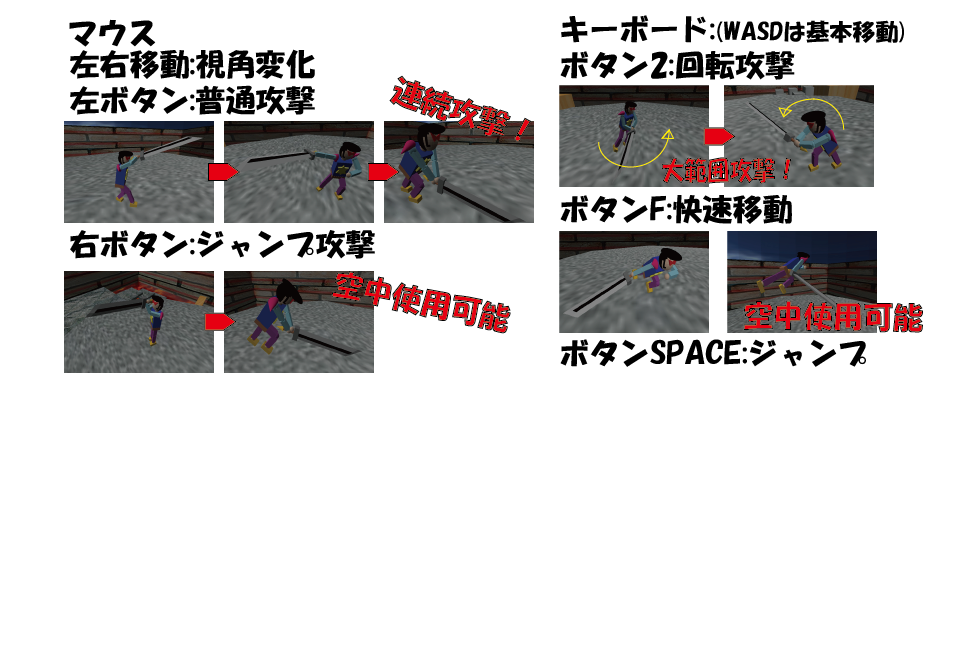 マウス
左右移動:視角変化
左ボタン:普通攻撃
連続攻撃！
右ボタン:ジャンプ攻撃
空中使用可能
キーボード:(WASDは基本移動)
ボタン2:回転攻撃
大範囲攻撃！
ボタンF:快速移動
空中使用可能
ボタンSPACE:ジャンプ